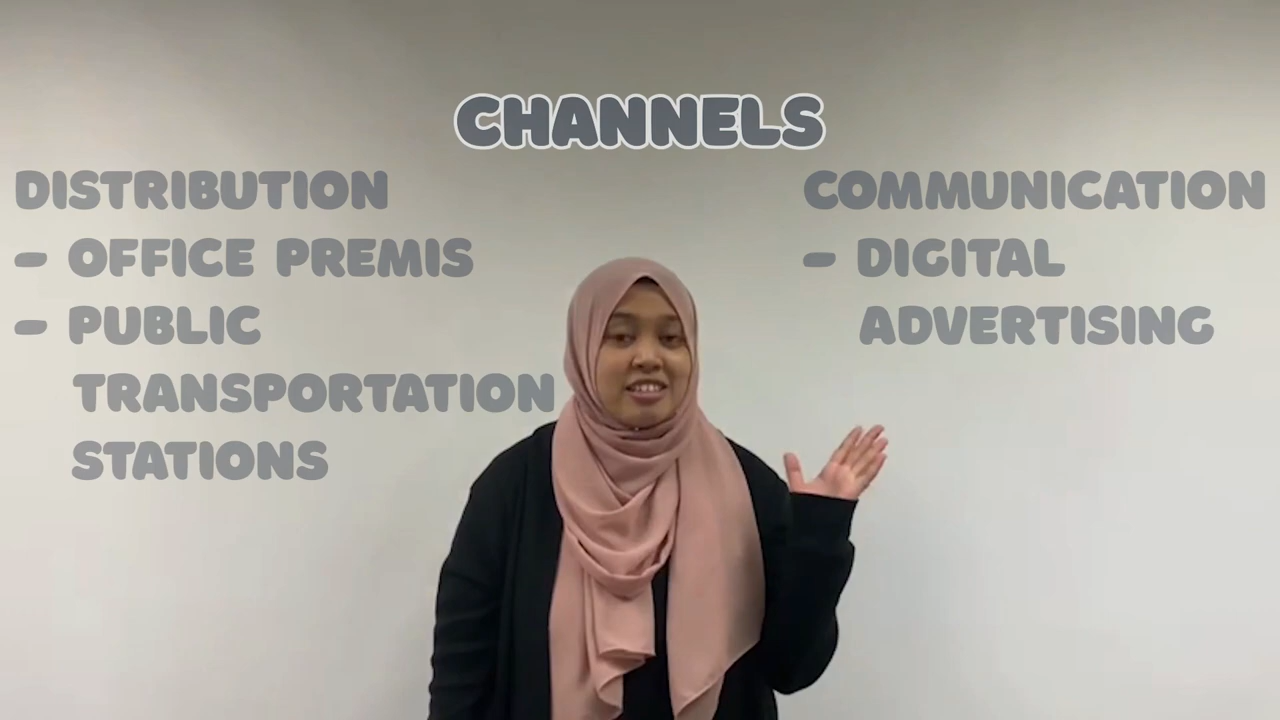 CHANNELS
DISTRIBUTION
- OFFICE PREMIS
- PUBLIC
TRANSPORTATION
STATIONS
COMMUNICATION
- DIGITAL
ADVERTISING